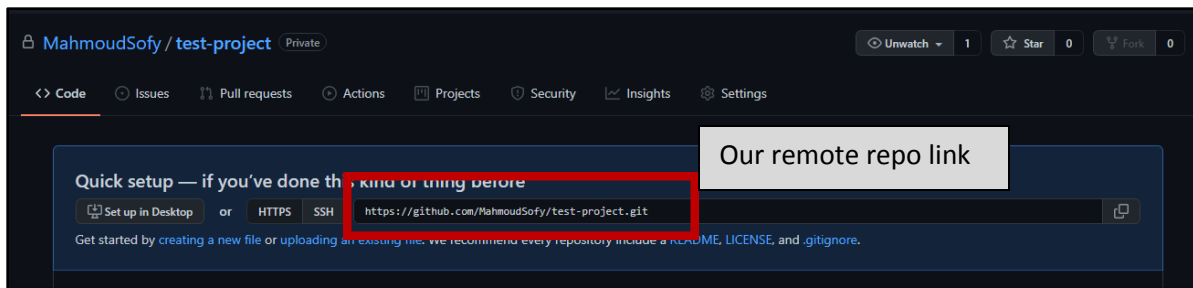 MahmoudSofy / test-project Private
Unwatch 1 Star 0 Fork 0
Code Issues Pull requests Actions Projects Security Insights Settings
Our remote repo link
Quick setup — if you've done this kind of thing before
Set up in Desktop or HTTPS SSH https://github.com/MahmoudSofy/test-project.git
Get started by creating a new file or uploading an existing file. We recommend every repository include a README, LICENSE, and .gitignore.